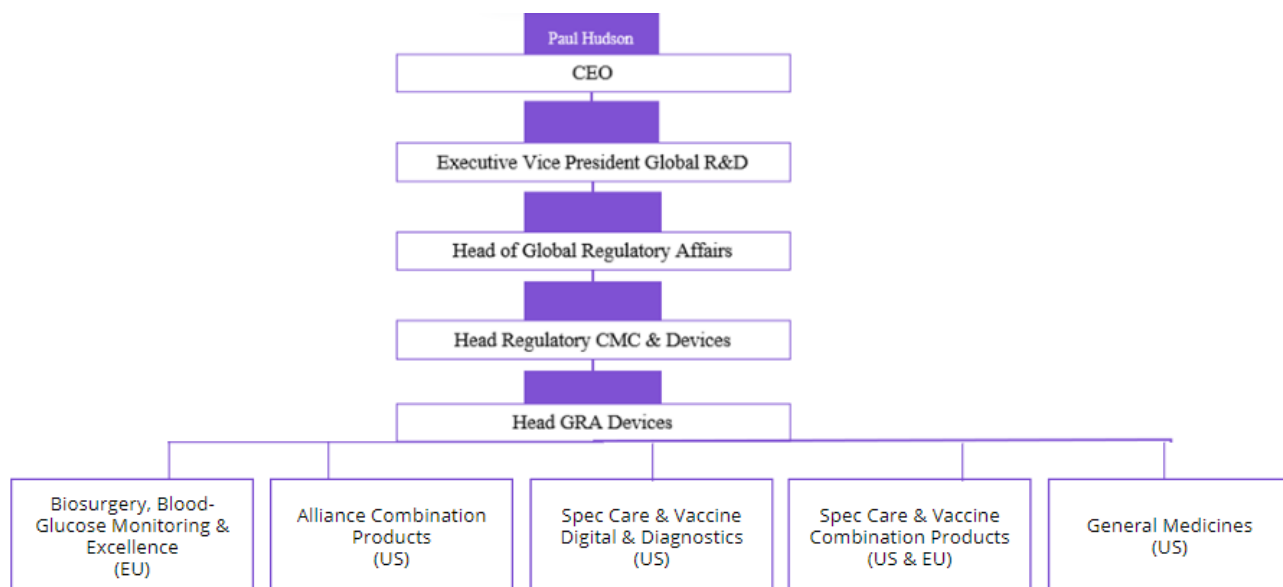 Paul Hudson
CEO
Executive Vice President Global R&D
Head of Global Regulatory Affairs
Head Regulatory CMC & Devices
Head GRA Devices
Biosurgery, Blood-
Glucose Monitoring &
Excellence
(EU)
Alliance Combination
Products
(US)
Spec Care & Vaccine
Digital & Diagnostics
(US)
Spec Care & Vaccine
Combination Products
(US & EU)
General Medicines
(US)